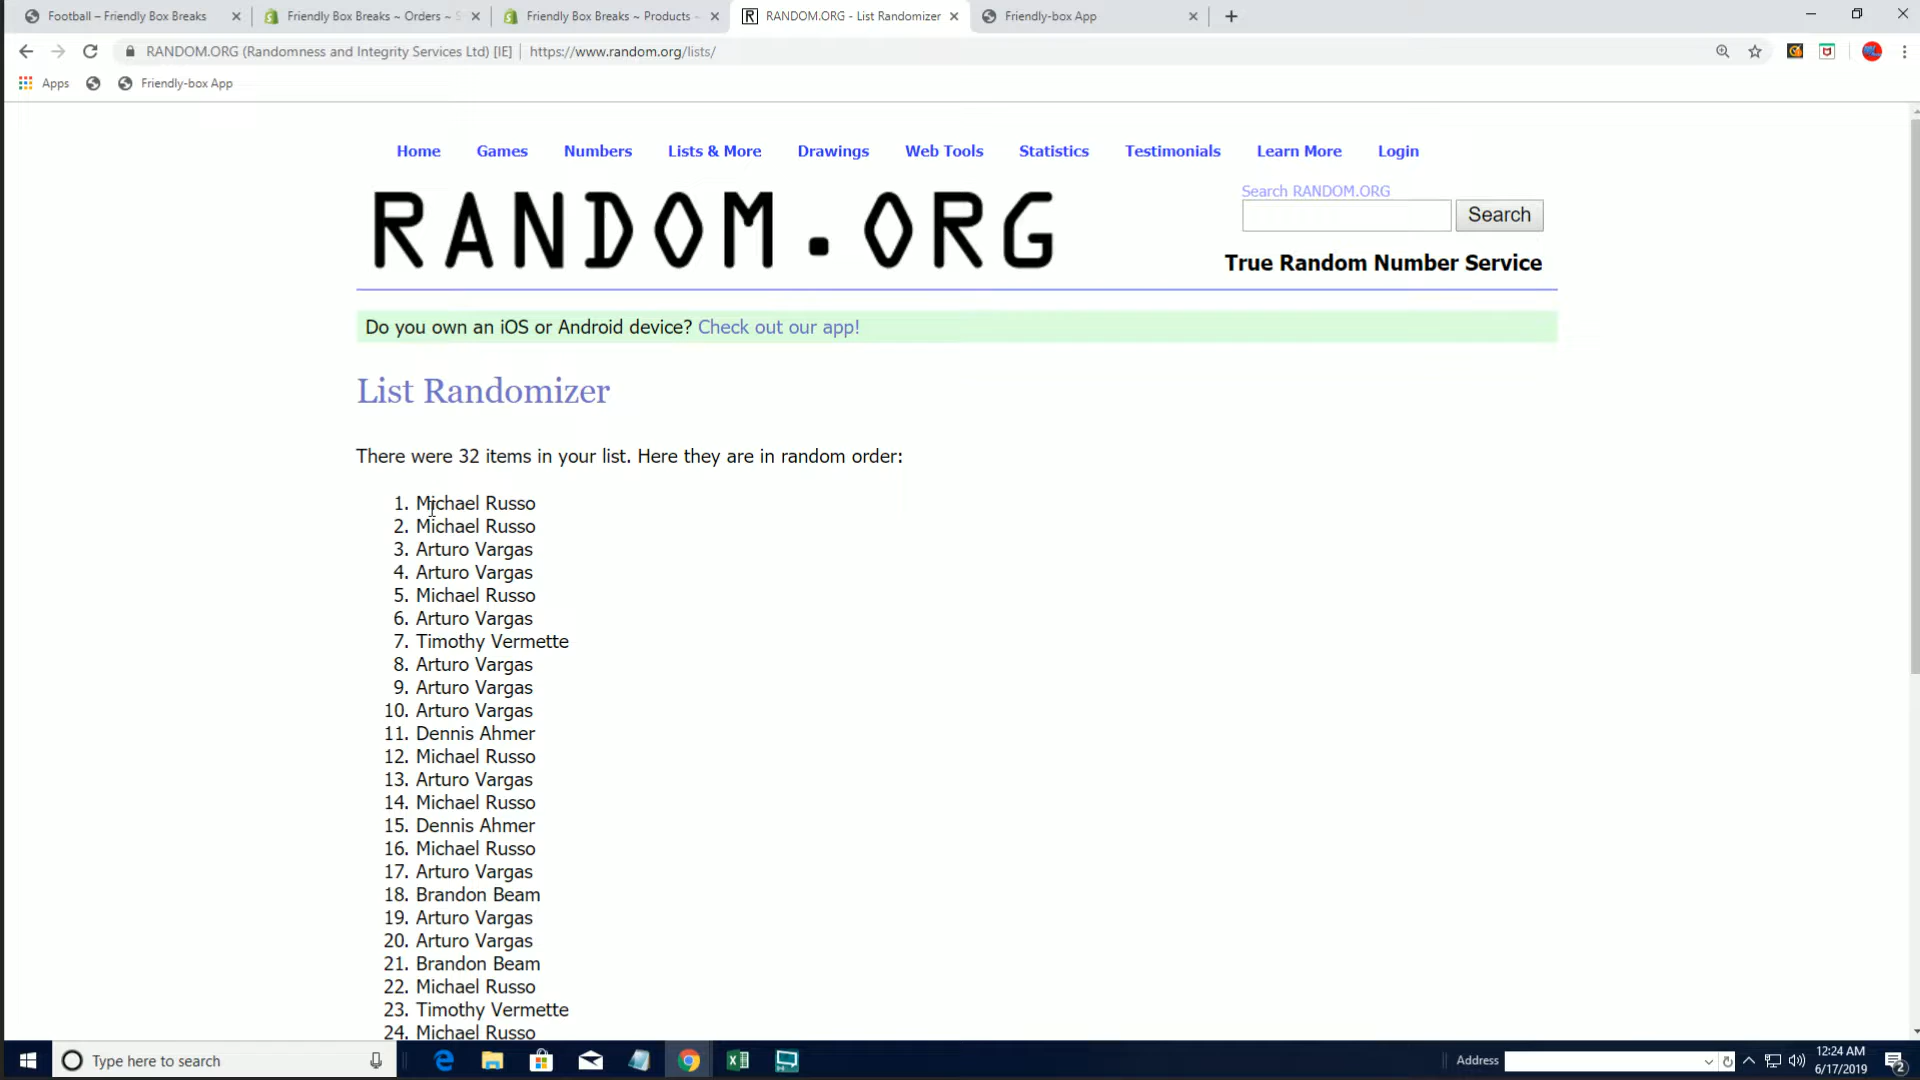 Football – Friendly Box Breaks
Friendly Box Breaks ~ Orders ~ S
Friendly Box Breaks ~ Products ~
RANDOM.ORG - List Randomizer
Friendly-box App
RANDOM.ORG (Randomness and Integrity Services Ltd) [IE] | https://www.random.org/lists/
Apps
Friendly-box App
Home Games Numbers Lists & More Drawings Web Tools Statistics Testimonials Learn More Login
RANDOM.ORG
Search RANDOM.ORG
Search
True Random Number Service
Do you own an iOS or Android device? Check out our app!
List Randomizer
There were 32 items in your list. Here they are in random order:
1. Michael Russo
2. Michael Russo
3. Arturo Vargas
4. Arturo Vargas
5. Michael Russo
6. Arturo Vargas
7. Timothy Vermette
8. Arturo Vargas
9. Arturo Vargas
10. Arturo Vargas
11. Dennis Ahmer
12. Michael Russo
13. Arturo Vargas
14. Michael Russo
15. Dennis Ahmer
16. Michael Russo
17. Arturo Vargas
18. Brandon Beam
19. Arturo Vargas
20. Arturo Vargas
21. Brandon Beam
22. Michael Russo
23. Timothy Vermette
24. Michael Russo
Type here to search
Address
12:24 AM
6/17/2019
2